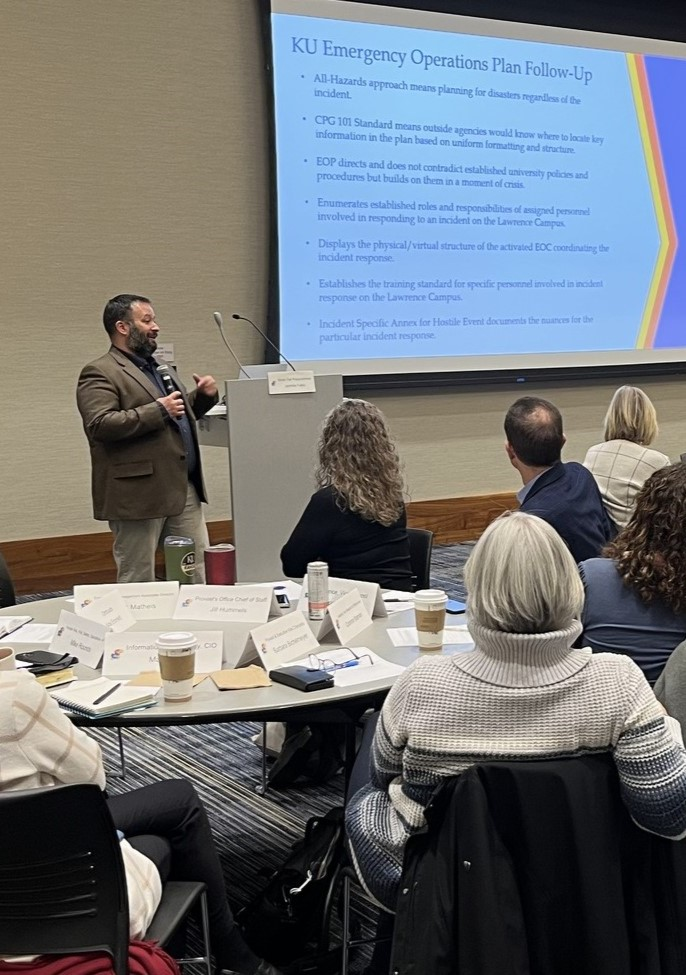 KU Emergency Operations Plan Follow-Up
• All-Hazards approach means planning for disasters regardless of the
incident.
• CPG 101 Standard means outside agencies would know where to locate key
information in the plan based on uniform formatting and structure.
• EOP directs and does not contradict established university policies and
procedures but builds on them in a moment of crisis.
• Enumerates established roles and responsibilities of assigned personnel
involved in responding to an incident on the Lawrence Campus.
• Displays the physical/virtual structure of the activated EOC coordinating the
incident response.
• Establishes the training standard for specific personnel involved in incident
response on the Lawrence Campus.
• Incident Specific Annex for Hostile Event documents the nuances for the
particular incident response.
KU
Provost's Office Chief of Staff
Jill Hummels
CIO